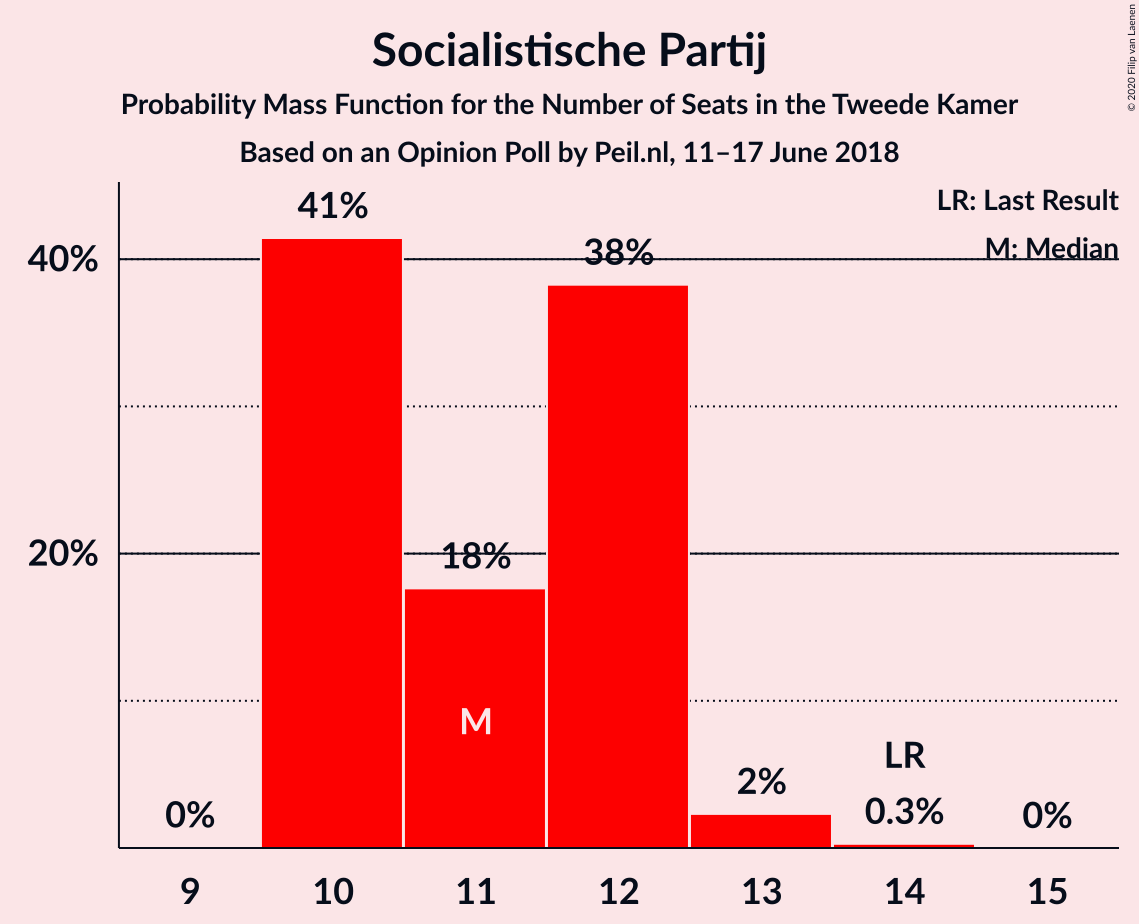 Socialistische Partij
Probability Mass Function for the Number of Seats in the Tweede Kamer
Based on an Opinion Poll by Peil.nl, 11–17 June 2018
© 2020 Filip van Laenen
LR: Last Result
M: Median
40%
20%
0%
41%
18%
38%
2%
0.3%
0%
M
LR
9
10
11
12
13
14
15